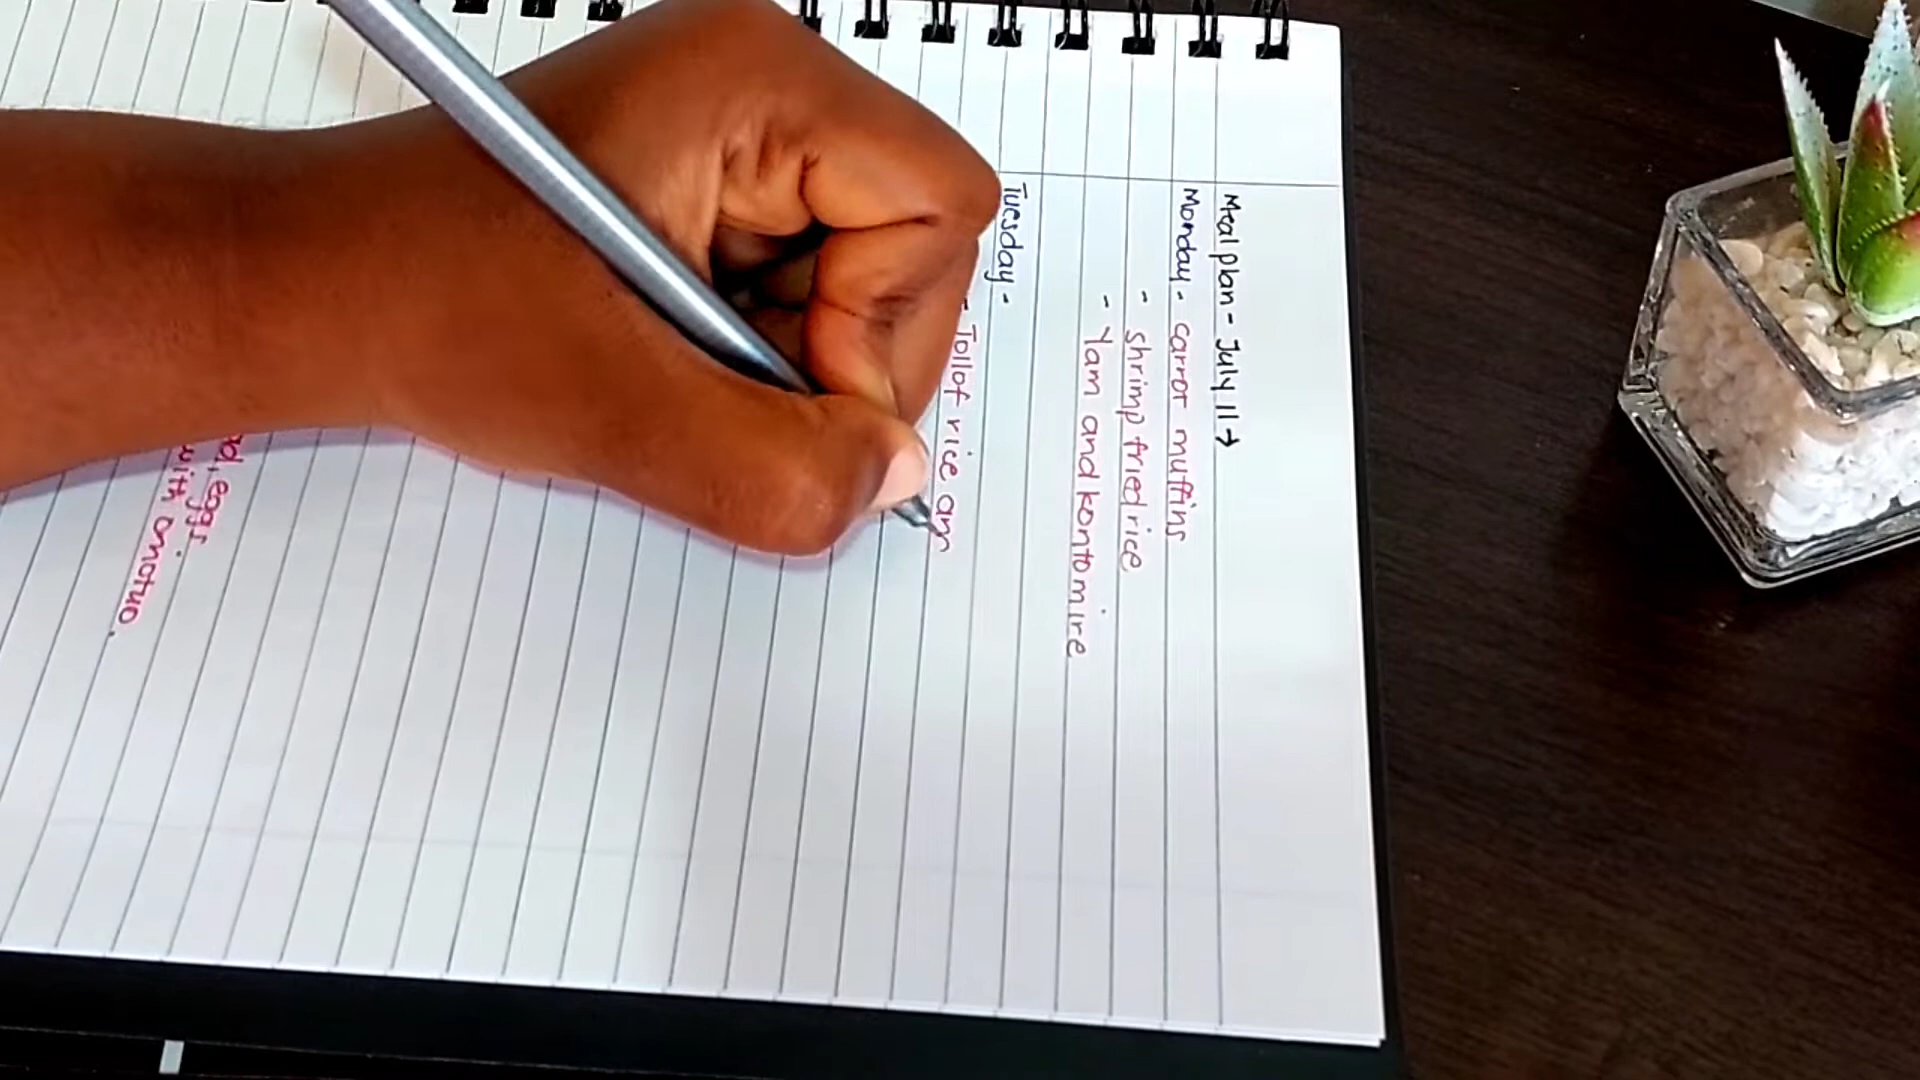 Meal plan - July 11 →
Monday - carrot muffins
- shrimp fried rice
- Yam and kontomire
Tuesday -
- Jollof rice an
eggs
with omotuo.